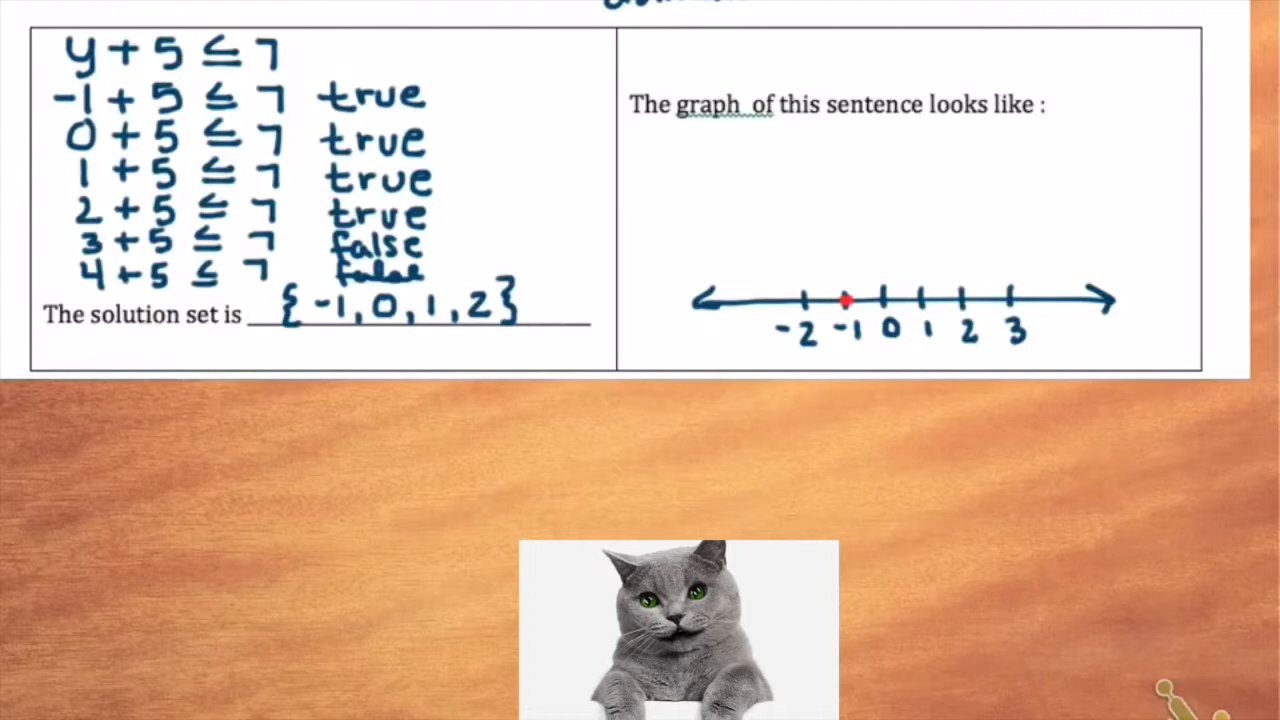 y + 5 ≤ 7
-1 + 5 ≤ 7 true
0 + 5 ≤ 7 true
1 + 5 ≤ 7 true
2 + 5 ≤ 7 true
3 + 5 ≤ 7 false
4 + 5 ≤ 7 false
The solution set is {-1, 0, 1, 2}
The graph of this sentence looks like :
-2 -1 0 1 2 3